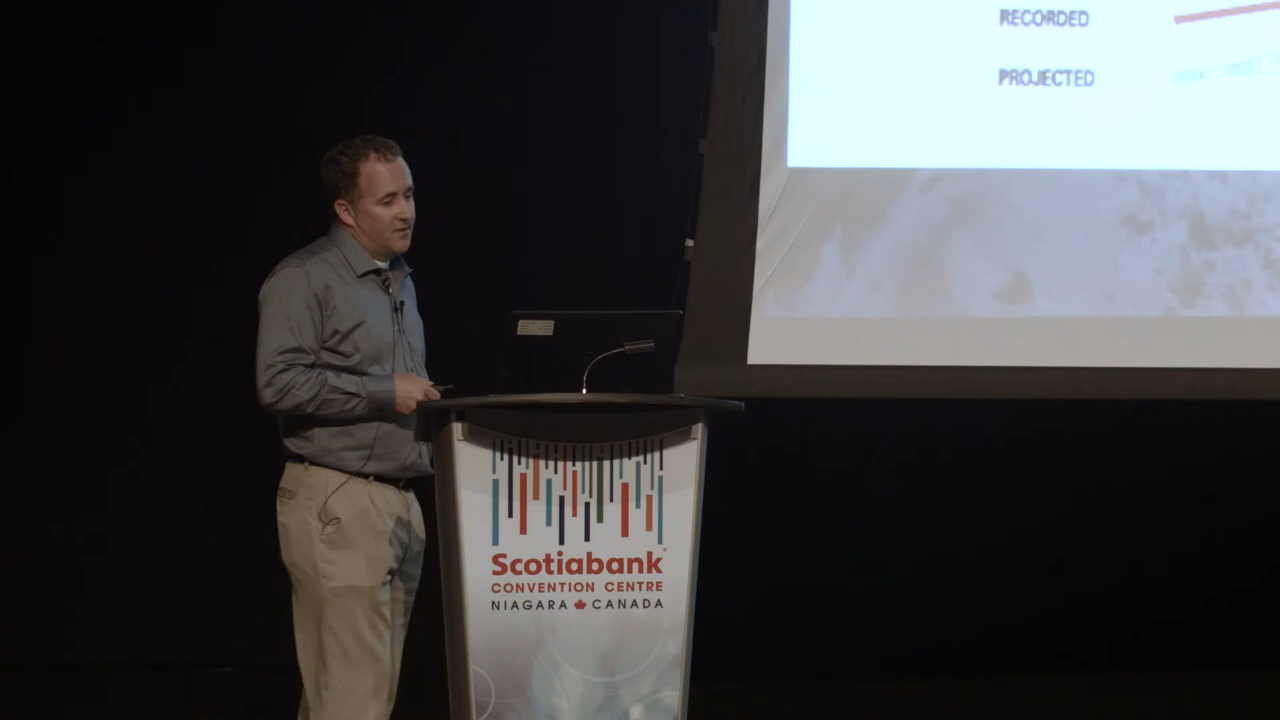 RECORDED
PROJECTED
Scotiabank
CONVENTION CENTRE
NIAGARA CANADA